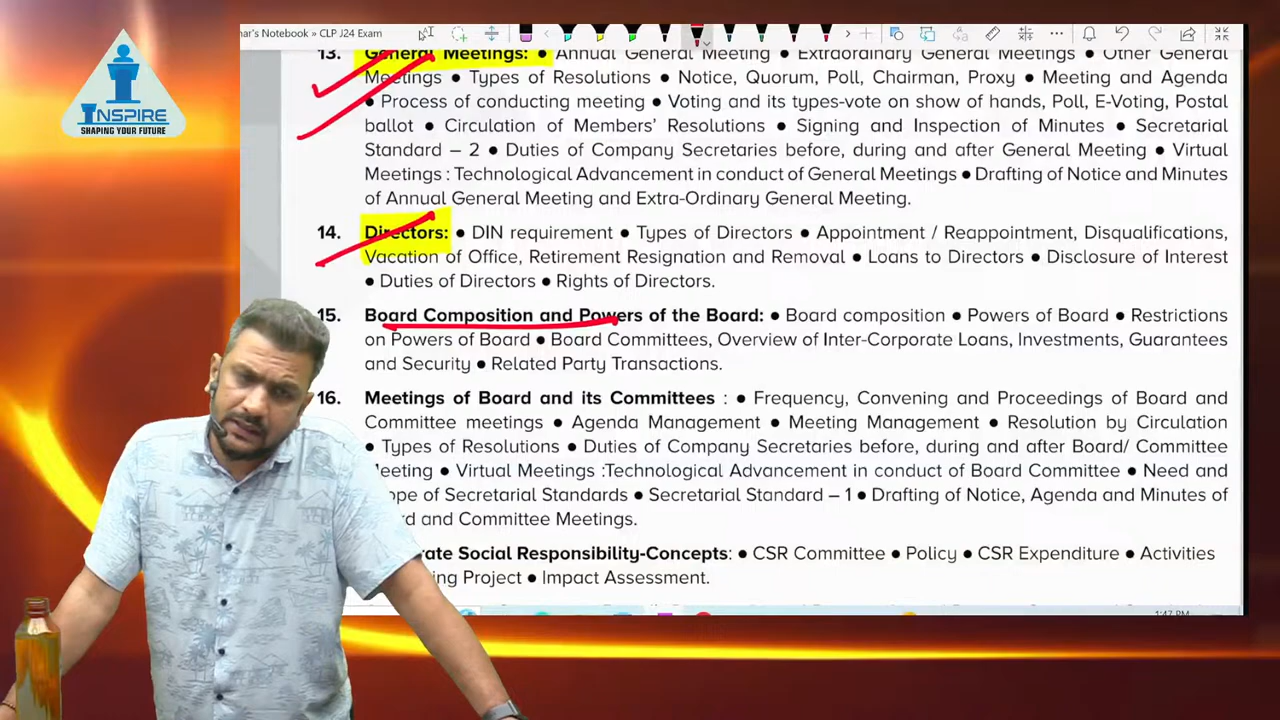 nar's Notebook » CLP J24 Exam
INSPIRE
SHAPING YOUR FUTURE
13. General Meetings: ● Annual General Meeting ● Extraordinary General Meetings ● Other General
Meetings ● Types of Resolutions ● Notice, Quorum, Poll, Chairman, Proxy ● Meeting and Agenda
● Process of conducting meeting ● Voting and its types-vote on show of hands, Poll, E-Voting, Postal
ballot ● Circulation of Members' Resolutions ● Signing and Inspection of Minutes ● Secretarial
Standard – 2 ● Duties of Company Secretaries before, during and after General Meeting ● Virtual
Meetings : Technological Advancement in conduct of General Meetings ● Drafting of Notice and Minutes
of Annual General Meeting and Extra-Ordinary General Meeting.
14. Directors: ● DIN requirement ● Types of Directors ● Appointment / Reappointment, Disqualifications,
Vacation of Office, Retirement Resignation and Removal ● Loans to Directors ● Disclosure of Interest
● Duties of Directors ● Rights of Directors.
15. Board Composition and Powers of the Board: ● Board composition ● Powers of Board ● Restrictions
on Powers of Board ● Board Committees, Overview of Inter-Corporate Loans, Investments, Guarantees
and Security ● Related Party Transactions.
16. Meetings of Board and its Committees : ● Frequency, Convening and Proceedings of Board and
Committee meetings ● Agenda Management ● Meeting Management ● Resolution by Circulation
● Types of Resolutions ● Duties of Company Secretaries before, during and after Board/ Committee
eeting ● Virtual Meetings :Technological Advancement in conduct of Board Committee ● Need and
ope of Secretarial Standards ● Secretarial Standard – 1 ● Drafting of Notice, Agenda and Minutes of
rd and Committee Meetings.
rate Social Responsibility-Concepts: ● CSR Committee ● Policy ● CSR Expenditure ● Activities
ing Project ● Impact Assessment.
1:47 PM